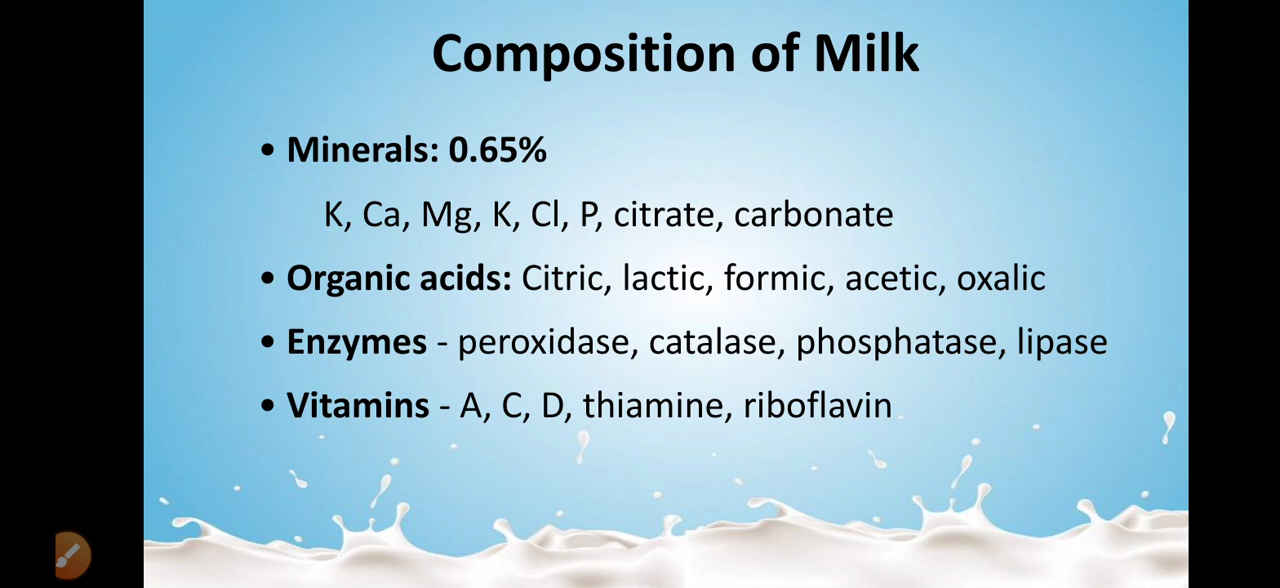 Composition of Milk
• Minerals: 0.65%
K, Ca, Mg, K, Cl, P, citrate, carbonate
• Organic acids: Citric, lactic, formic, acetic, oxalic
• Enzymes - peroxidase, catalase, phosphatase, lipase
• Vitamins - A, C, D, thiamine, riboflavin